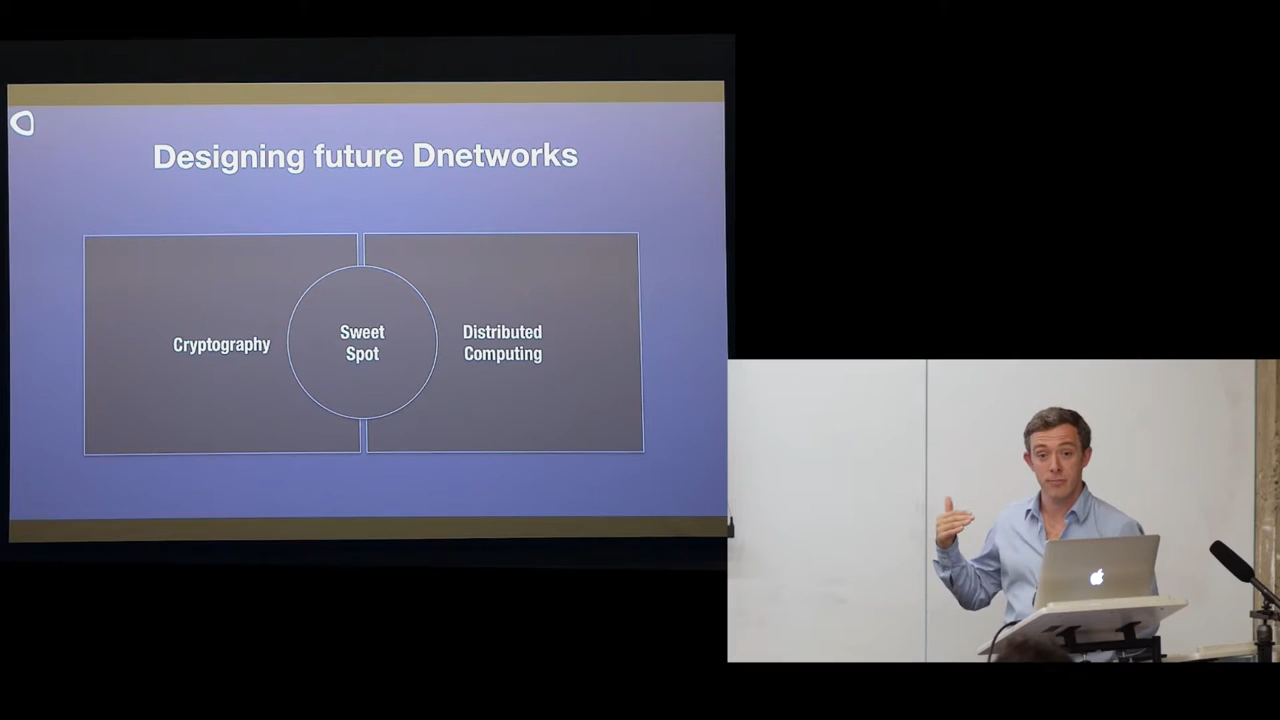 Designing future Dnetworks
Cryptography
Sweet
Spot
Distributed
Computing